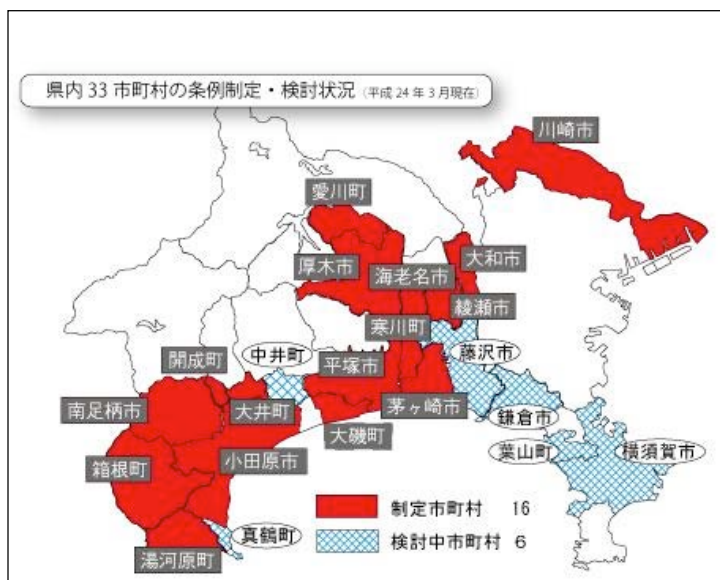 県内 33 市町村の条例制定・検討状況 (平成 24 年 3 月現在)
川崎市
愛川町
厚木市
海老名市
大和市
綾瀬市
寒川町
藤沢市
中井町
平塚市
開成町
南足柄市
大井町
茅ヶ崎市
鎌倉市
大磯町
箱根町
小田原市
葉山町
横須賀市
真鶴町
湯河原町
制定市町村 16
検討中市町村 6